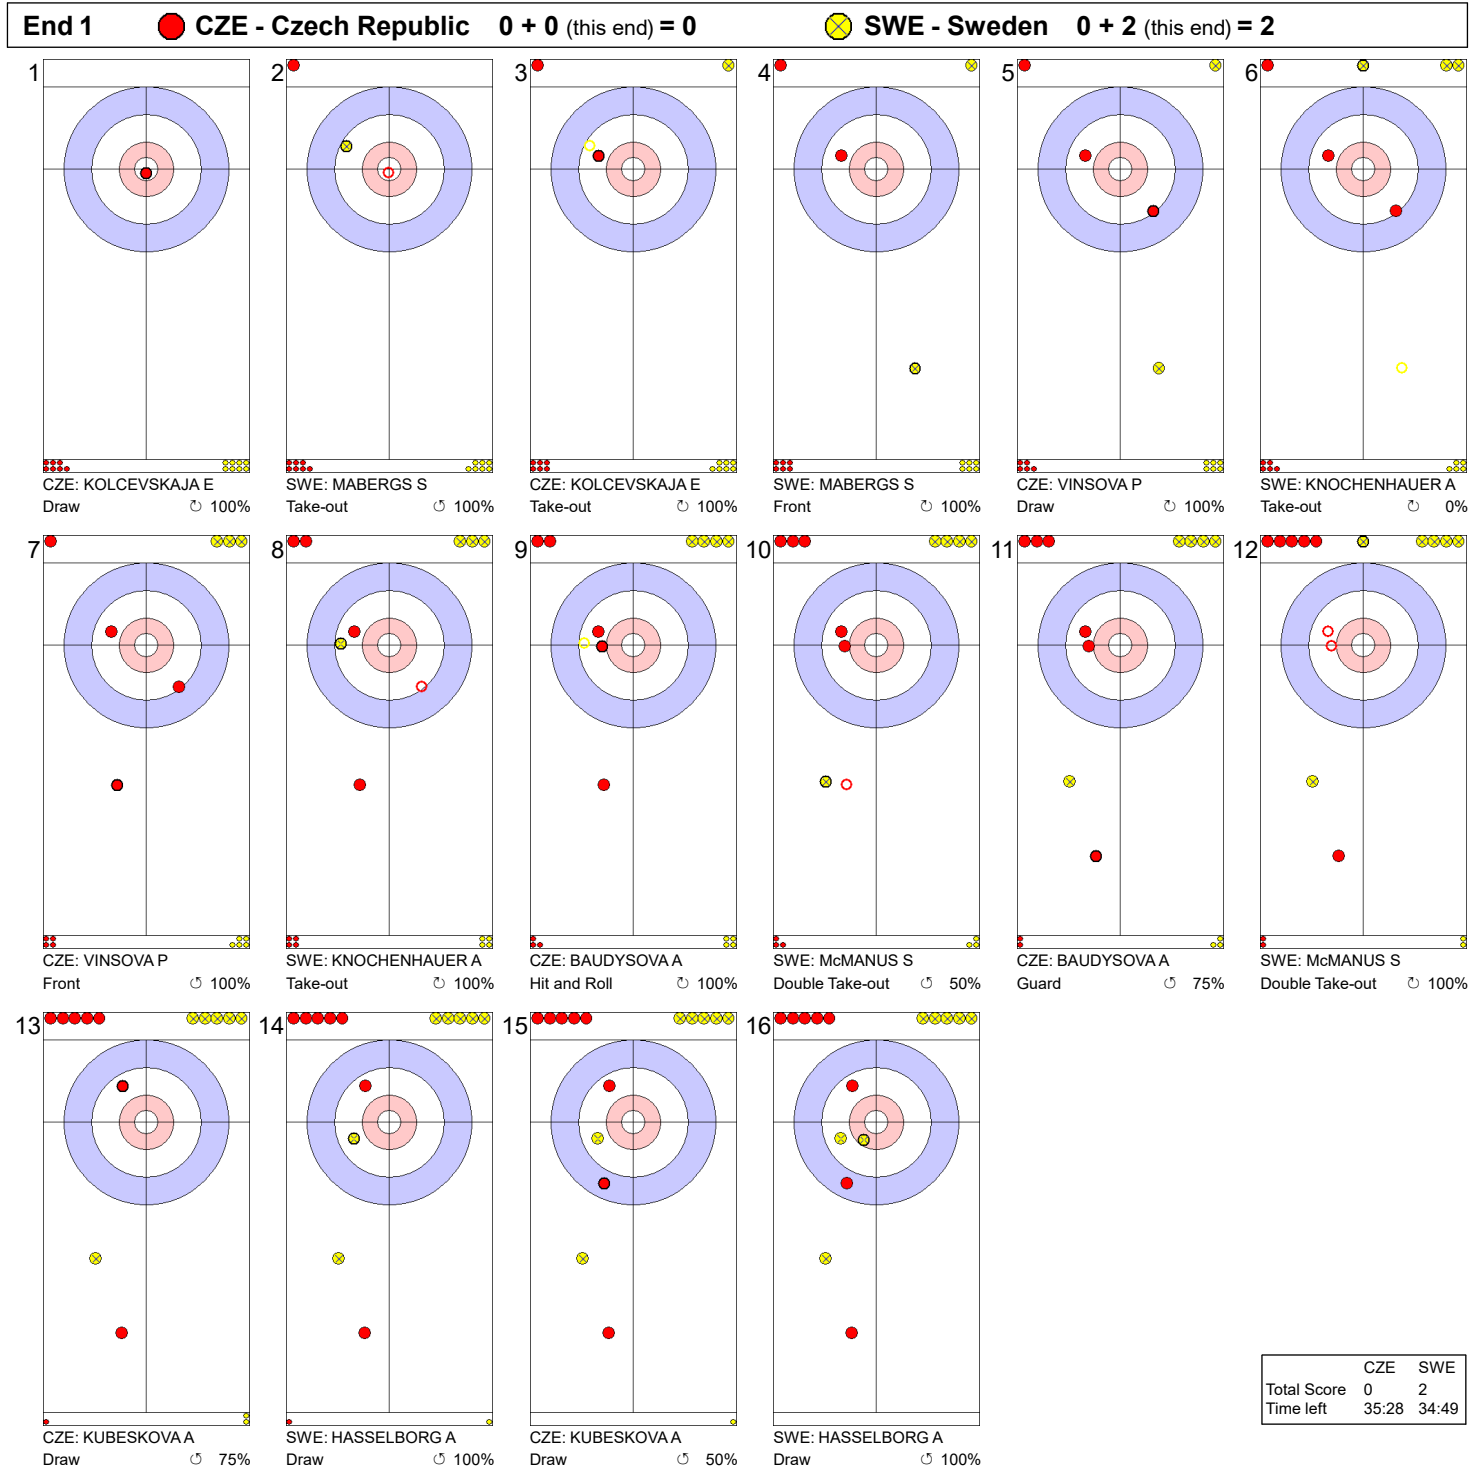 End 1 CZE - Czech Republic 0 + 0 (this end) = 0 SWE - Sweden 0 + 2 (this end) = 2
1 2 3 4 5 6
CZE: KOLCEVSKAJA E SWE: MABERGS S CZE: KOLCEVSKAJA E SWE: MABERGS S CZE: VINSOVA P SWE: KNOCHENHAUER A
Draw ↻ 100% Take-out ↺ 100% Take-out ↺ 100% Front ↺ 100% Draw ↻ 100% Take-out ↻ 0%
7 8 9 10 11 12
CZE: VINSOVA P SWE: KNOCHENHAUER A CZE: BAUDYSOVA A SWE: McMANUS S CZE: BAUDYSOVA A SWE: McMANUS S
Front ↺ 100% Take-out ↻ 100% Hit and Roll ↻ 100% Double Take-out ↺ 50% Guard ↺ 75% Double Take-out ↻ 100%
13 14 15 16
CZE: KUBESKOVA A SWE: HASSELBORG A CZE: KUBESKOVA A SWE: HASSELBORG A
Draw ↺ 75% Draw ↺ 100% Draw ↺ 50% Draw ↺ 100%
CZE SWE
Total Score 0 2
Time left 35:28 34:49